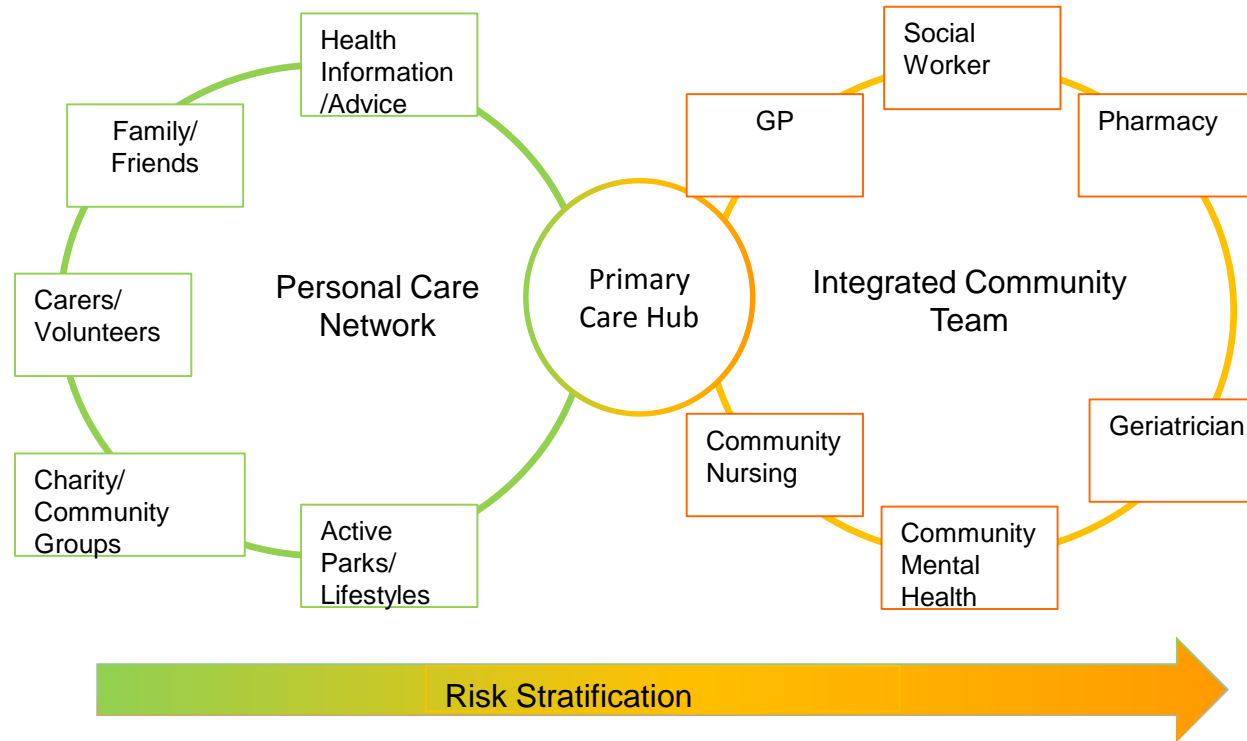 Health
Information
/Advice
Family/
Friends
Carers/
Volunteers
Charity/
Community
Groups
Active
Parks/
Lifestyles
Personal Care
Network
Primary
Care Hub
Social
Worker
GP
Pharmacy
Integrated Community
Team
Community
Nursing
Geriatrician
Community
Mental
Health
Risk Stratification